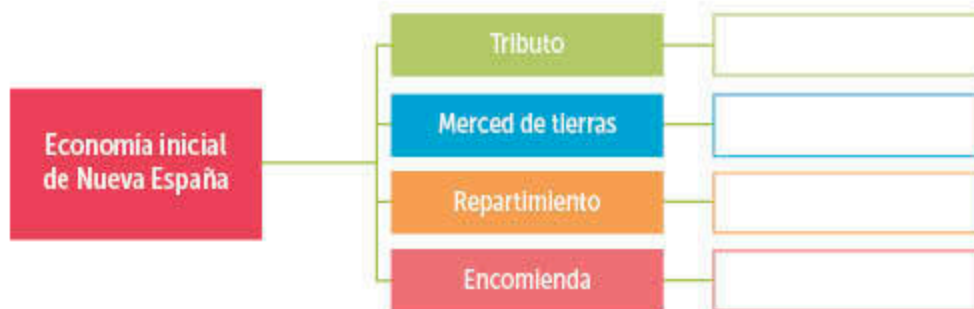 Economía inicial
de Nueva España
Tributo
Merced de tierras
Repartimiento
Encomienda